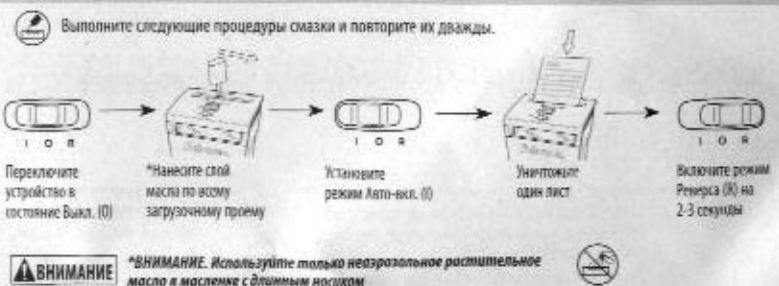 Выполните следующие процедуры смазки и повторите их дважды.
I O R
I O R
I O R
Переключите
устройство в
состояние Выкл. (O)
*Нанесите слой
масла по всему
загрузочному проему
Установите
режим Авто-вкл. (I)
Уничтожьте
один лист
Включите режим
Реверса (R) на
2-3 секунды
ВНИМАНИЕ
*ВНИМАНИЕ. Используйте только неаэрозольное растительное
масло в масленке с длинным носиком